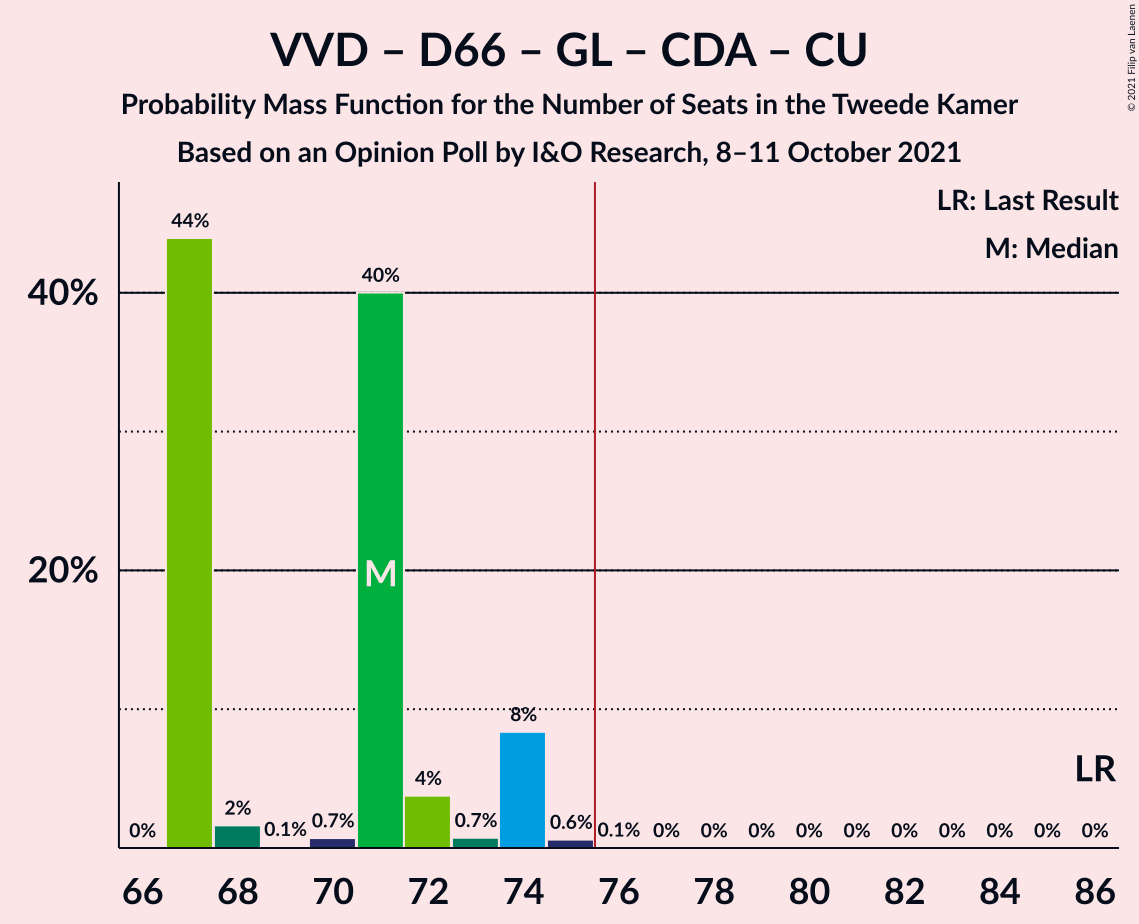 VVD – D66 – GL – CDA – CU
Probability Mass Function for the Number of Seats in the Tweede Kamer
Based on an Opinion Poll by I&O Research, 8–11 October 2021
© 2021 Filip van Laenen
LR: Last Result
M: Median
44%
40%
40%
M
20%
8%
LR
4%
2%
0% 0.1% 0.7% 0.7% 0.6% 0.1% 0% 0% 0% 0% 0% 0% 0% 0% 0% 0%
66 68 70 72 74 76 78 80 82 84 86